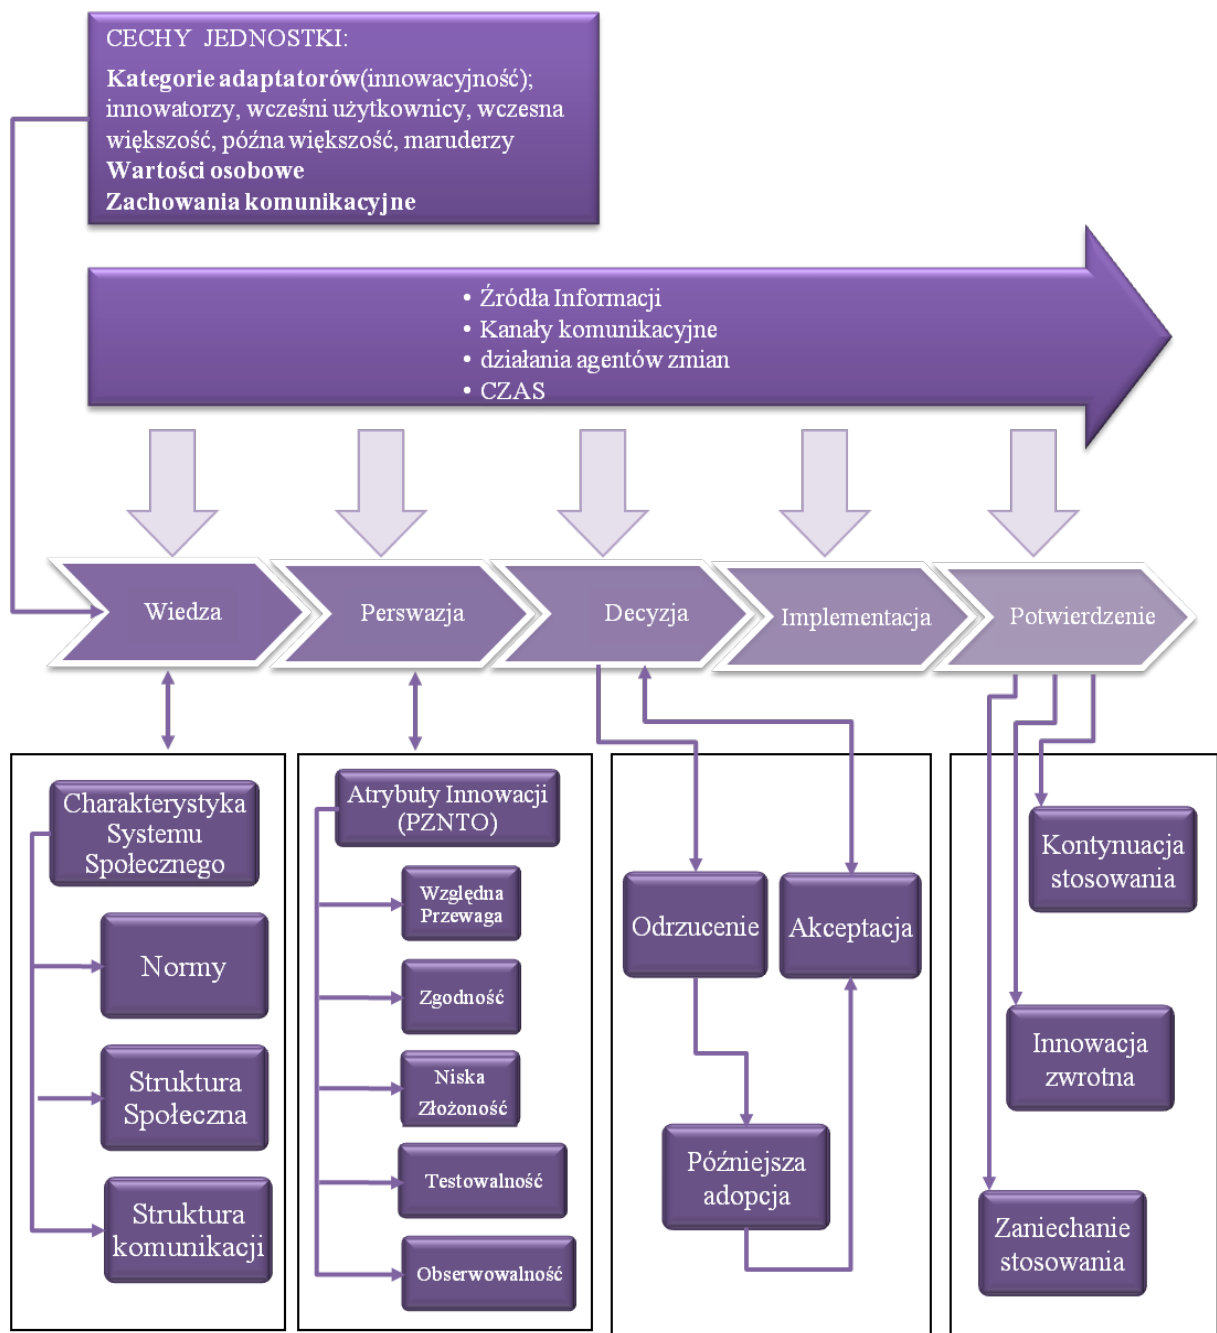 CECHY JEDNOSTKI:
Kategorie adaptatorów(innowacyjność);
innowatorzy, wcześni użytkownicy, wczesna
większość, późna większość, maruderzy
Wartości osobowe
Zachowania komunikacyjne
• Źródła Informacji
• Kanały komunikacyjne
• działania agentów zmian
• CZAS
Wiedza
Perswazja
Decyzja
Implementacja
Potwierdzenie
Charakterystyka
Systemu
Społecznego
Normy
Struktura
Społeczna
Struktura
komunikacji
Atrybuty Innowacji
(PZNTO)
Względna
Przewaga
Zgodność
Niska
Złożoność
Testowalność
Obserwowalność
Odrzucenie
Akceptacja
Późniejsza
adopcja
Kontynuacja
stosowania
Innowacja
zwrotna
Zaniechanie
stosowania